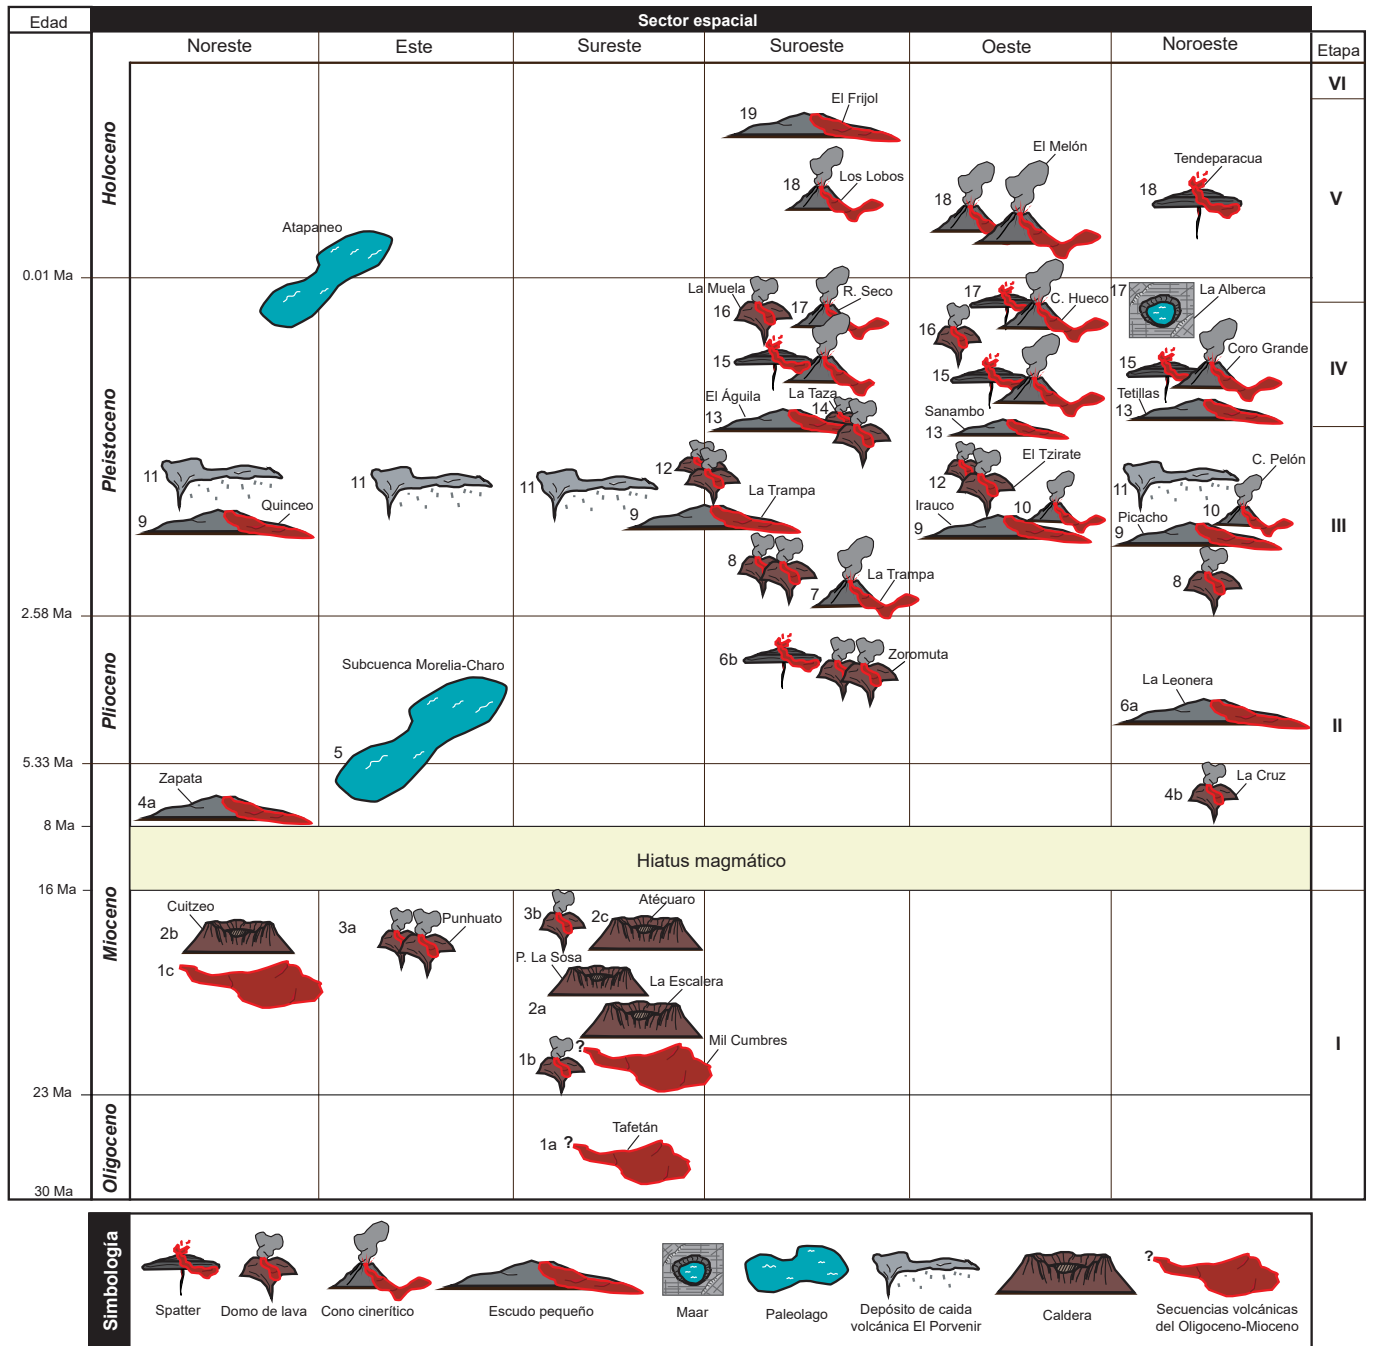 Edad
Sector espacial
Noreste
Este
Sureste
Suroeste
Oeste
Noroeste
Etapa
Holoceno
VI
19
El Frijol
18
Los Lobos
18
El Melón
18
Tendeparacua
V
Atapaneo
0.01 Ma
Pleistoceno
La Muela
16
17
R. Seco
17
C. Hueco
16
17
La Alberca
15
15
15
Coro Grande
IV
El Águila
13
La Taza
14
Sanambo
13
Tetillas
13
11
Quinceo
9
11
11
12
La Trampa
9
El Tzirate
12
Irauco
10
9
C. Pelón
11
10
Picacho
9
III
8
La Trampa
7
8
2.58 Ma
Plioceno
Subcuenca Morelia-Charo
5
6b
Zoromuta
La Leonera
6a
II
5.33 Ma
Zapata
4a
La Cruz
4b
8 Ma
Hiatus magmático
16 Ma
Mioceno
Cuitzeo
2b
1c
3a
Punhuato
3b
2c
Atécuaro
P. La Sosa
La Escalera
2a
1b
?
Mil Cumbres
I
23 Ma
Oligoceno
1a
?
Tafetán
30 Ma
Simbología
Spatter
Domo de lava
Cono cinerítico
Escudo pequeño
Maar
Paleolago
Depósito de caida
volcánica El Porvenir
Caldera
?
Secuencias volcánicas
del Oligoceno-Mioceno